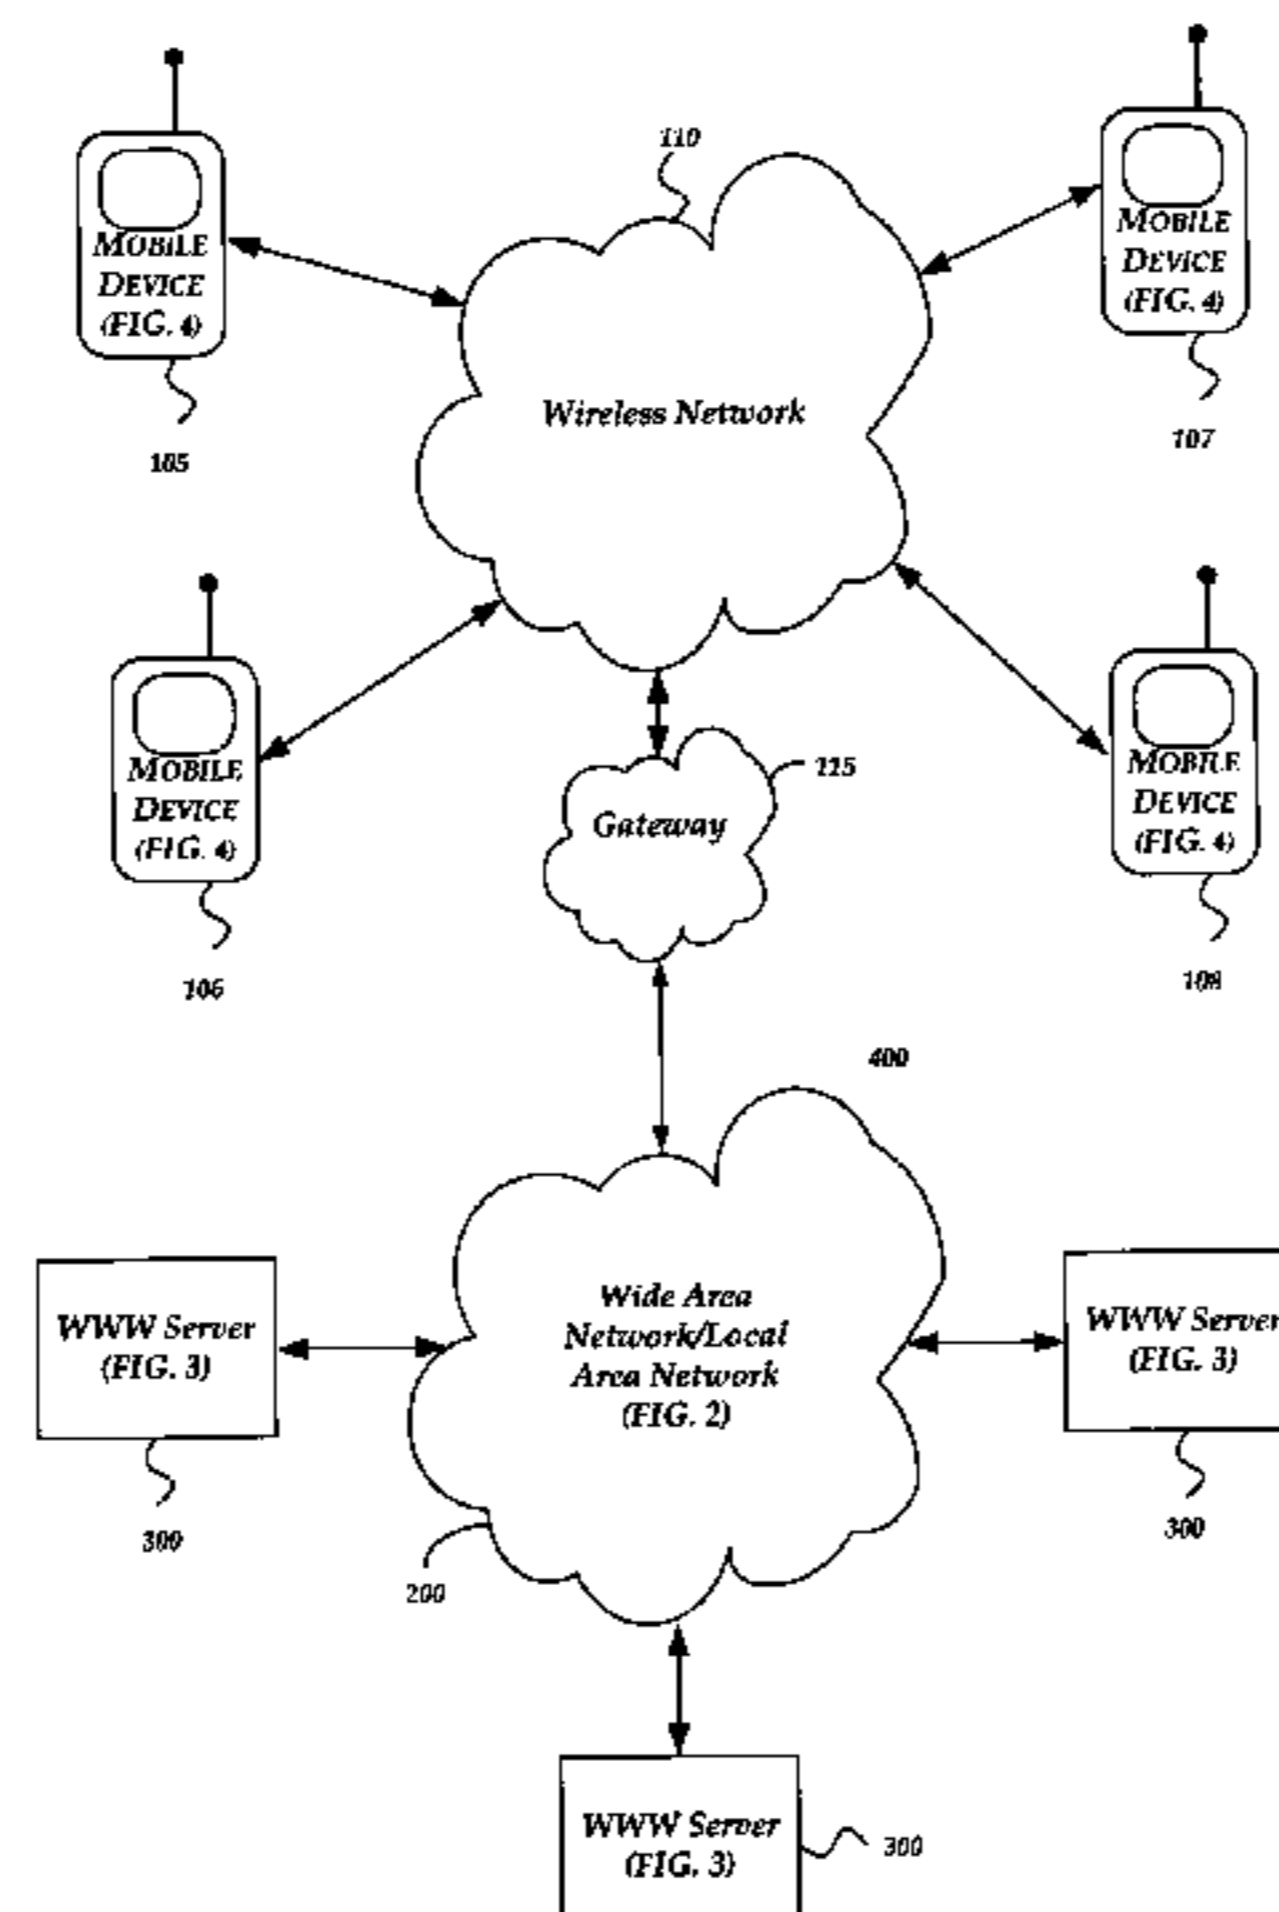 110
MOBILE
DEVICE
(FIG. 4)
105
MOBILE
DEVICE
(FIG. 4)
107
Wireless Network
MOBILE
DEVICE
(FIG. 4)
106
MOBILE
DEVICE
(FIG. 4)
108
115
Gateway
400
WWW Server
(FIG. 3)
300
Wide Area
Network/Local
Area Network
(FIG. 2)
200
WWW Server
(FIG. 3)
300
WWW Server
(FIG. 3)
300